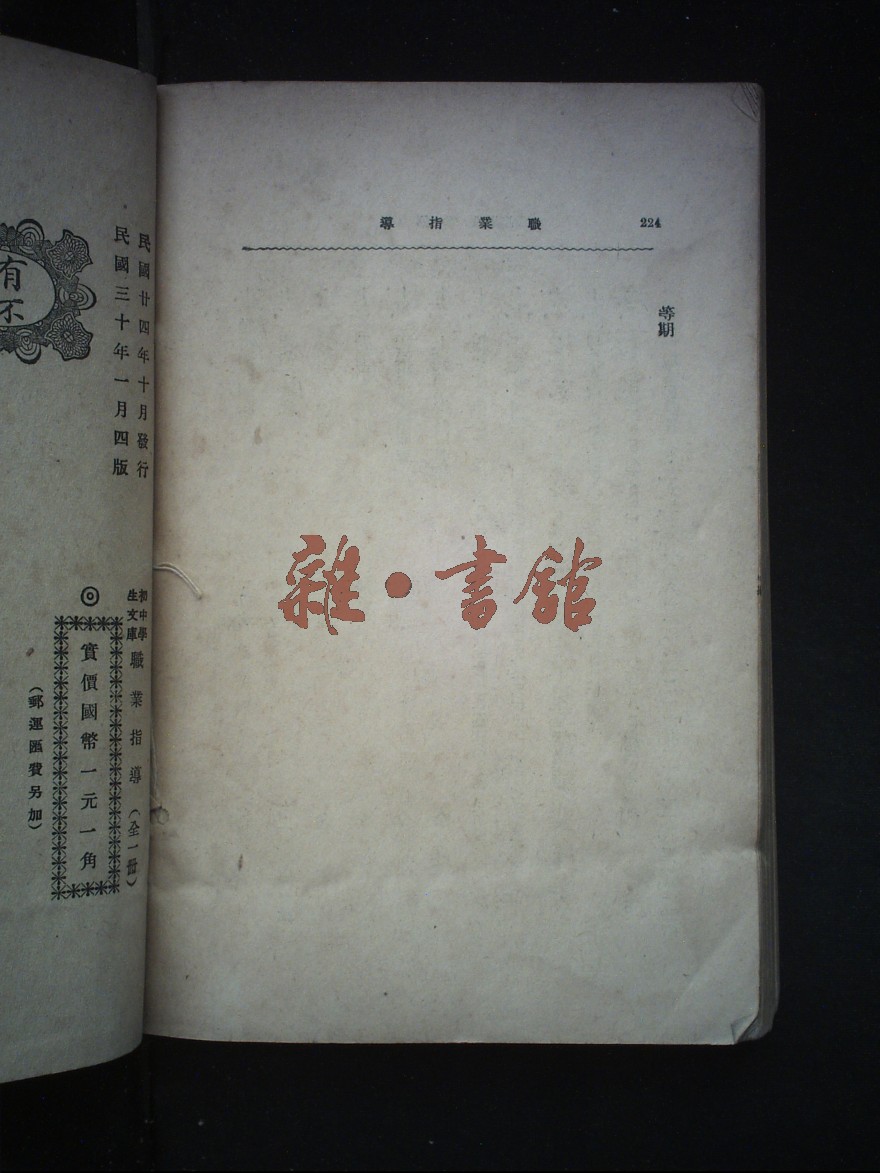 224
職業指導
等期
雜·書館
民國廿四年十月發行
民國三十年一月四版
有
不
初中學
生文庫
職業指導（全一冊）
◎
實價國幣一元一角
（郵運匯費另加）